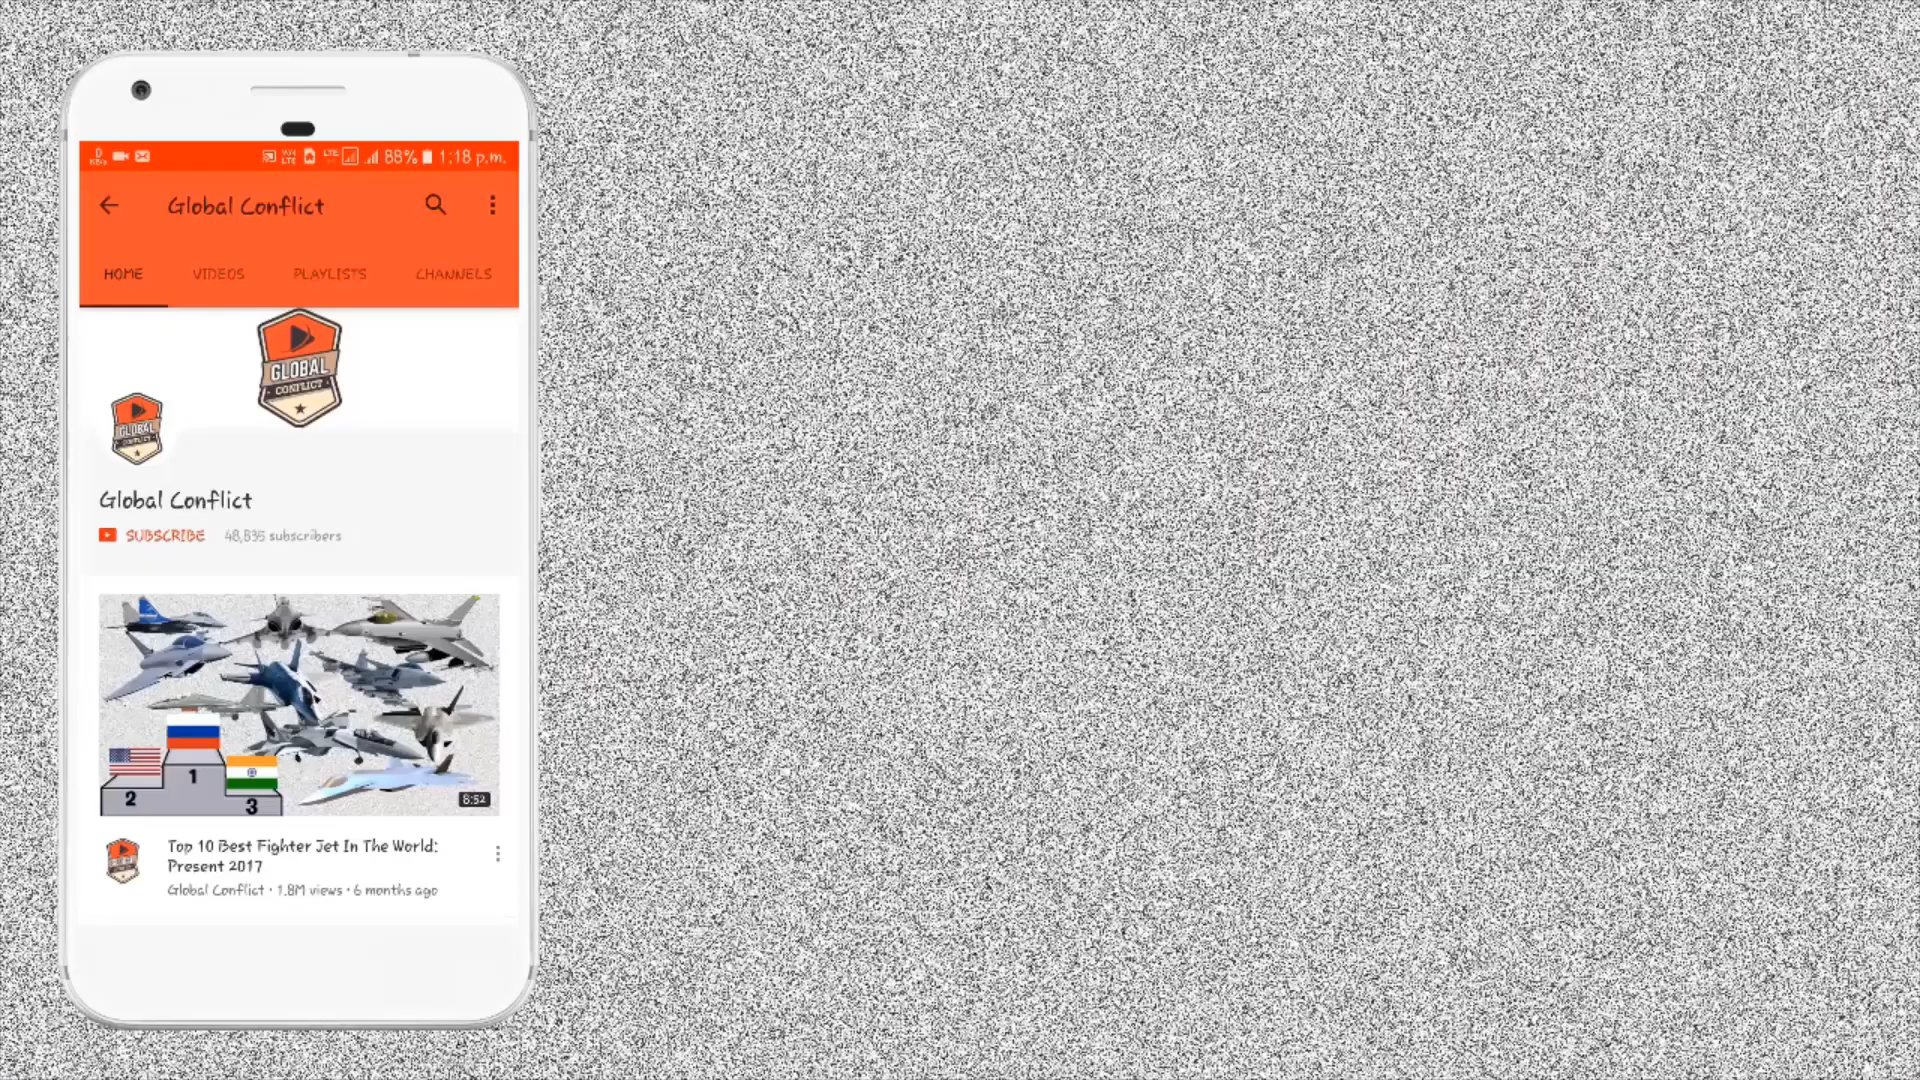 88% 1:18 p.m.
Global Conflict
HOME VIDEOS PLAYLISTS CHANNELS
GLOBAL
CONFLICT
GLOBAL
CONFLICT
Global Conflict
SUBSCRIBE 48,835 subscribers
1
2
3
8:52
Top 10 Best Fighter Jet In The World:
Present 2017
Global Conflict • 1.8M views • 6 months ago